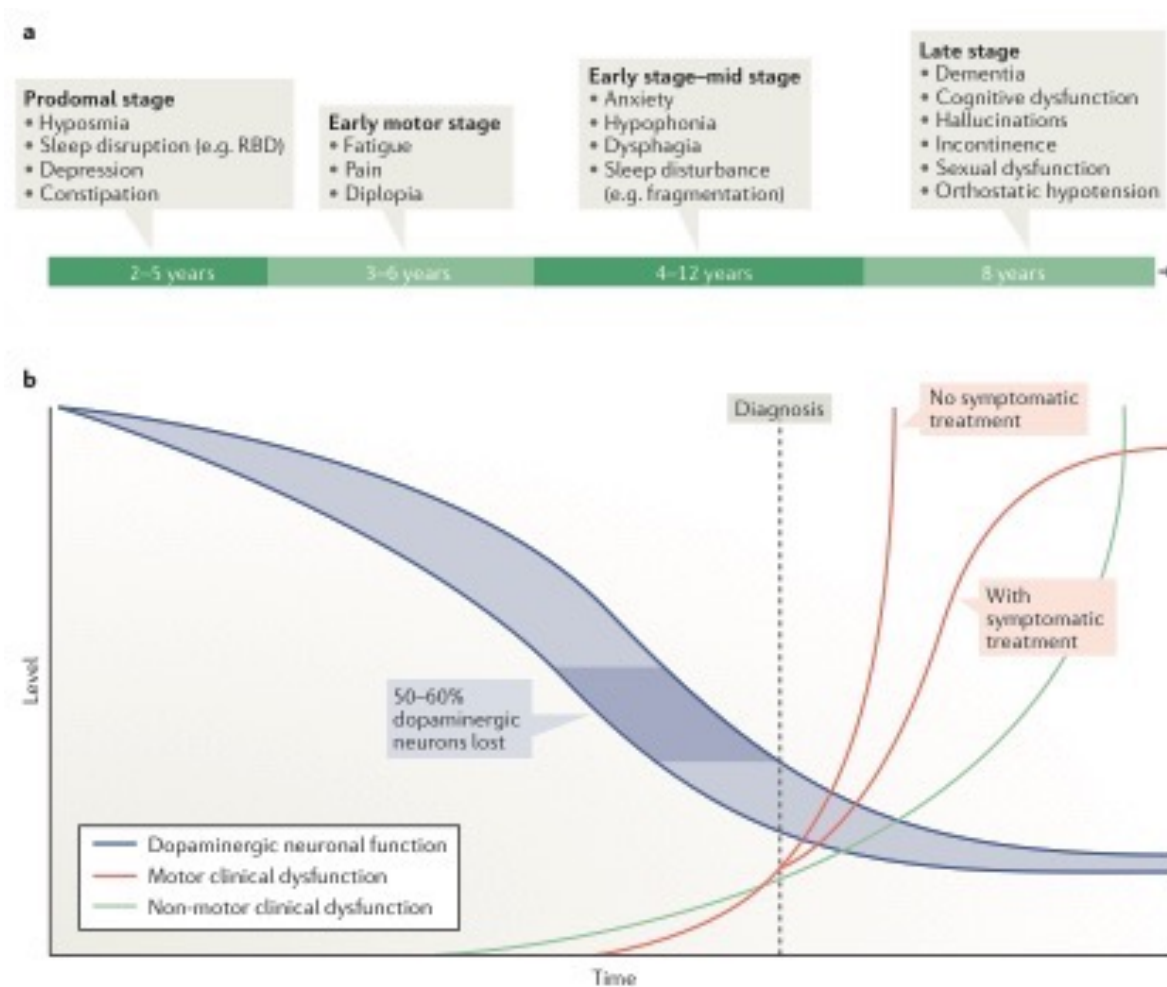 a
Prodomal stage
• Hyposmia
• Sleep disruption (e.g. RBD)
• Depression
• Constipation
Early motor stage
• Fatigue
• Pain
• Diplopia
Early stage–mid stage
• Anxiety
• Hypophonia
• Dysphagia
• Sleep disturbance
(e.g. fragmentation)
Late stage
• Dementia
• Cognitive dysfunction
• Hallucinations
• Incontinence
• Sexual dysfunction
• Orthostatic hypotension
2–5 years
3–6 years
4–12 years
8 years
b
Diagnosis
No symptomatic
treatment
With
symptomatic
treatment
50–60%
dopaminergic
neurons lost
Level
Dopaminergic neuronal function
Motor clinical dysfunction
Non-motor clinical dysfunction
Time